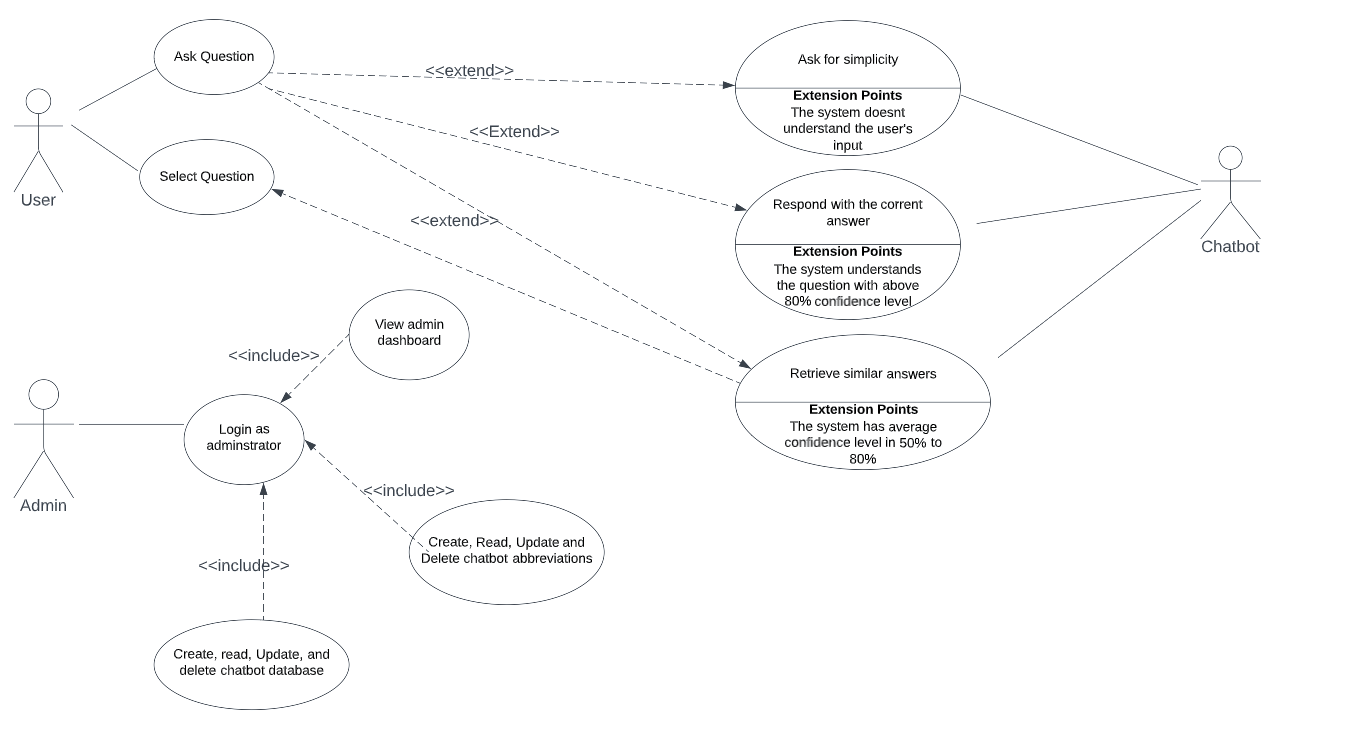 Ask Question
<<extend>>
Ask for simplicity
Extension Points
The system doesnt
understand the user's
input
<<Extend>>
Select Question
User
<<extend>>
Respond with the corrent
answer
Extension Points
The system understands
the question with above
80% confidence level
Chatbot
View admin
dashboard
<<include>>
Retrieve similar answers
Extension Points
The system has average
confidence level in 50% to
80%
Login as
adminstrator
Admin
<<include>>
Create, Read, Update and
Delete chatbot abbreviations
<<include>>
Create, read, Update, and
delete chatbot database